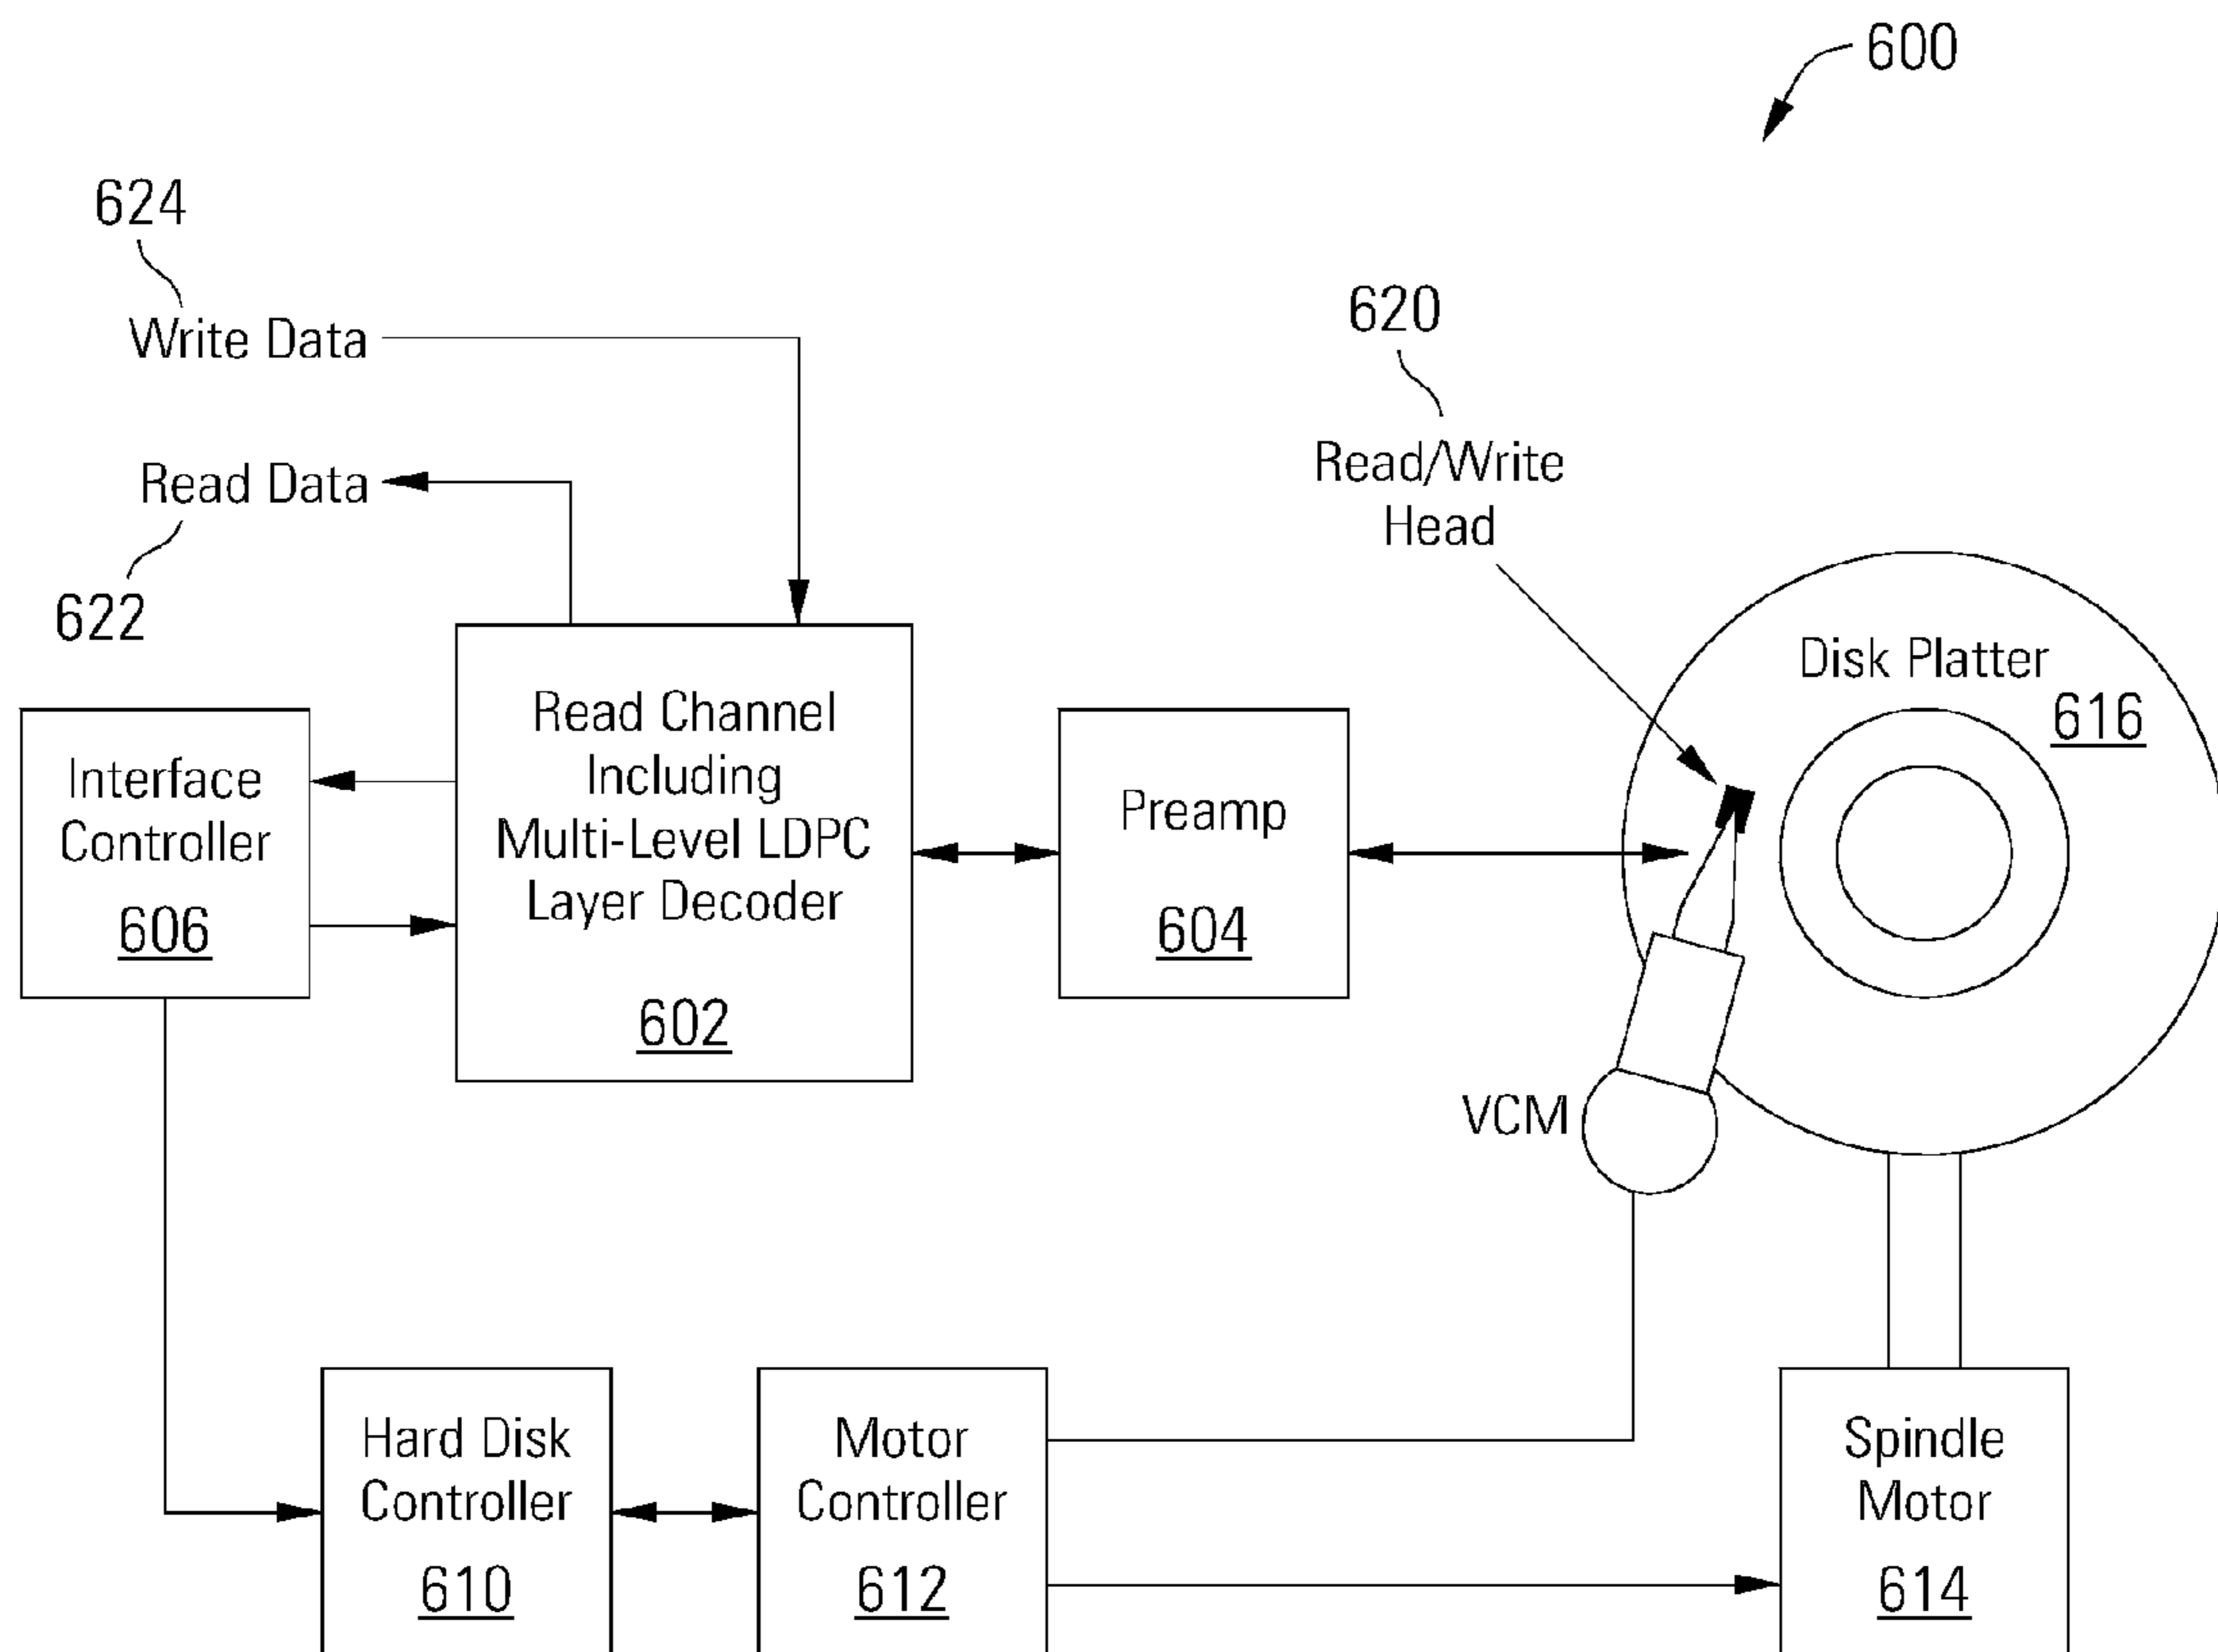 600
624
Write Data
620
Read/Write
Head
Read Data
622
Disk Platter
616
Read Channel
Including
Multi-Level LDPC
Layer Decoder
602
Interface
Controller
606
Preamp
604
VCM
Hard Disk
Controller
610
Motor
Controller
612
Spindle
Motor
614